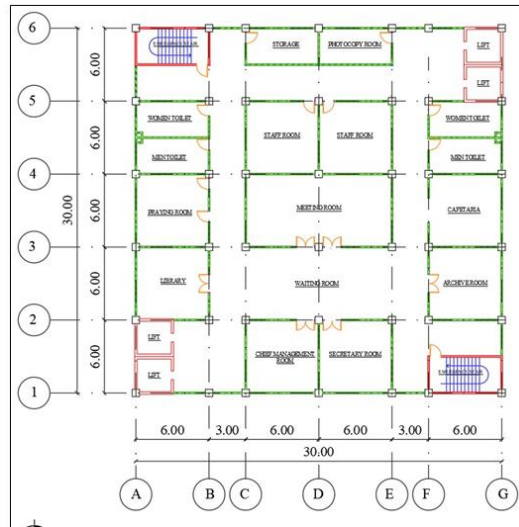 6
STORAGE
PHOTOCOPY ROOM
LIFT
6.00
LIFT
5
WOMEN TOILET
WOMEN TOILET
6.00
STAFF ROOM
STAFF ROOM
MEN TOILET
MEN TOILET
4
30.00
6.00
PRAYING ROOM
MEETING ROOM
CAFETARIA
3
6.00
LIBRARY
WAITING ROOM
ARCHIVE ROOM
2
LIFT
6.00
CHIEF MANAGEMENT
ROOM
SECRETARY ROOM
LIFT
1
6.00
3.00
6.00
6.00
3.00
6.00
30.00
A
B
C
D
E
F
G